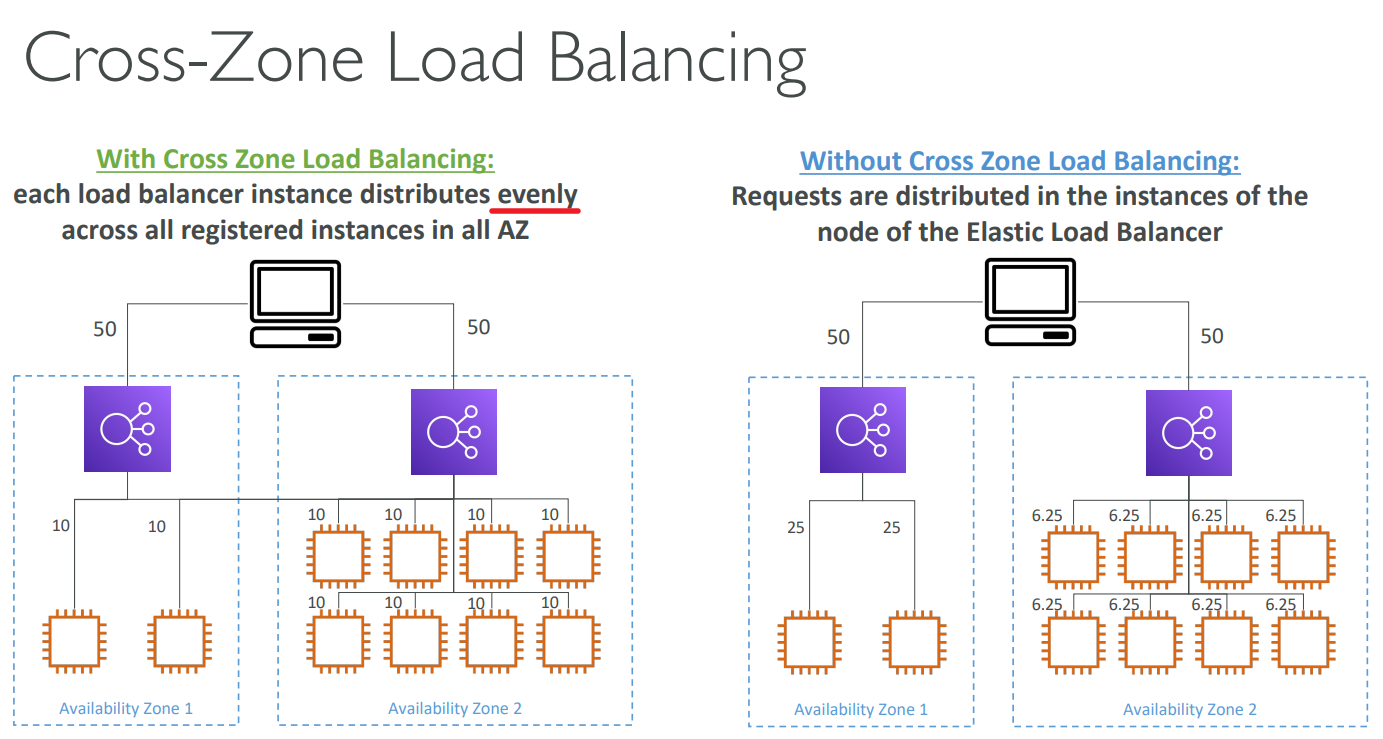 Cross-Zone Load Balancing
With Cross Zone Load Balancing:
each load balancer instance distributes evenly
across all registered instances in all AZ
50
50
10
10
10
10
10
10
10
10
10
10
Availability Zone 1
Availability Zone 2
Without Cross Zone Load Balancing:
Requests are distributed in the instances of the
node of the Elastic Load Balancer
50
50
25
25
6.25
6.25
6.25
6.25
6.25
6.25
6.25
6.25
Availability Zone 1
Availability Zone 2